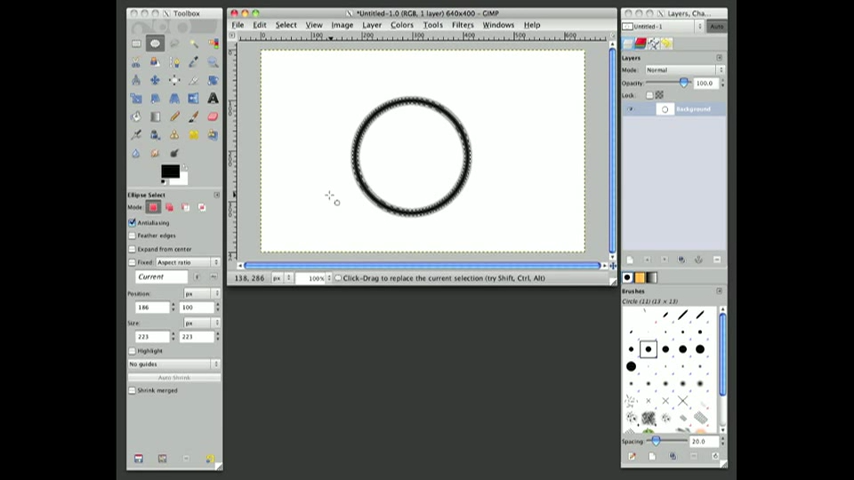 Toolbox
*Untitled-1.0 (RGB, 1 layer) 640x400 – GIMP
Layers, Cha...
File Edit Select View Image Layer Colors Tools Filters Windows Help
Untitled-1
Auto
Layers
Mode: Normal
Opacity: 100.0
Lock:
Background
Ellipse Select
Mode:
Antialiasing
Feather edges
Expand from center
Fixed: Aspect ratio
Current
Position: px
186 100
Size: px
223 223
Highlight
No guides
Auto Shrink
Shrink merged
138, 286 px 100% Click-Drag to replace the current selection (try Shift, Ctrl, Alt)
Brushes
Circle (11) (13 × 13)
Spacing: 20.0